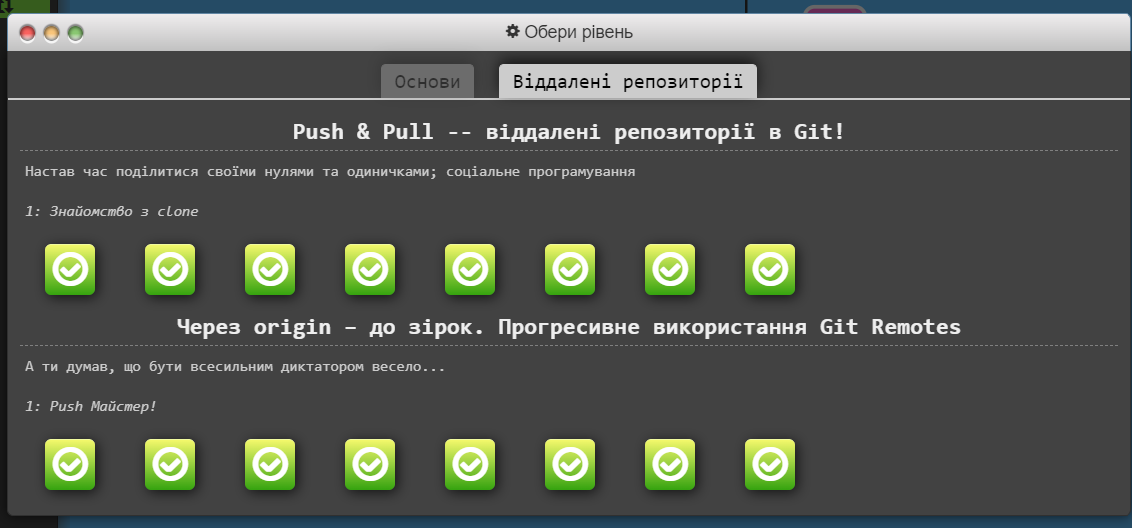 Обери рівень
Основи
Віддалені репозиторії
Push & Pull -- віддалені репозиторії в Git!
Настав час поділитися своїми нулями та одиничками; соціальне програмування
1: Знайомство з clone
Через origin – до зірок. Прогресивне використання Git Remotes
А ти думав, що бути всесильним диктатором весело...
1: Push Майстер!